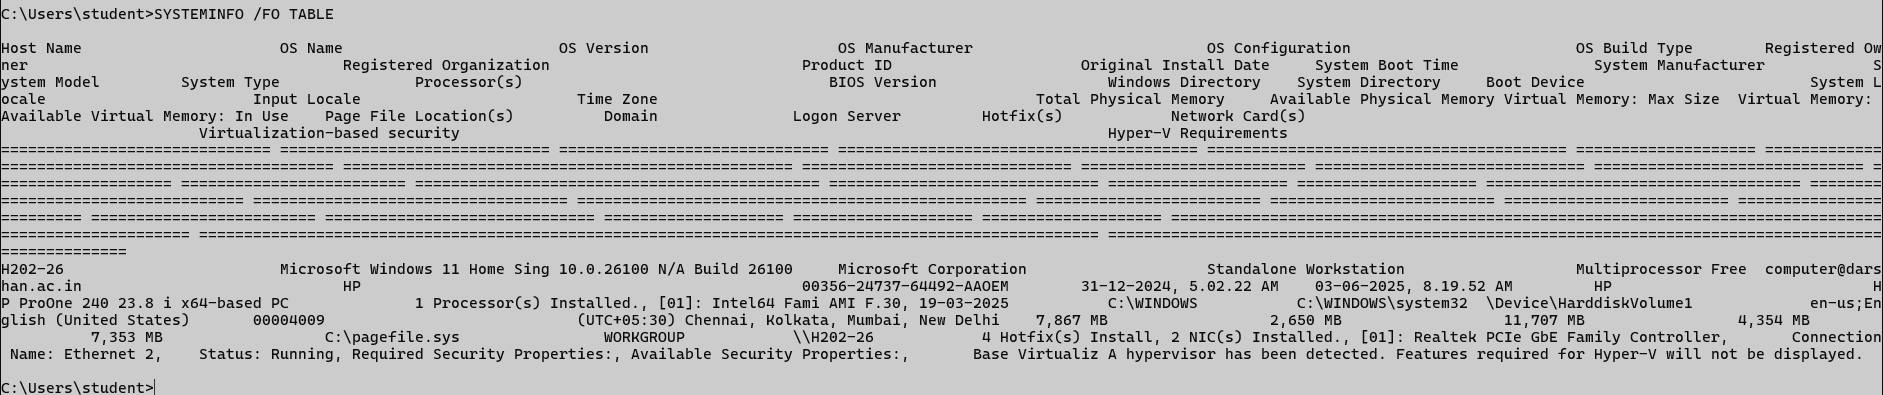 C:\Users\student>SYSTEMINFO /FO TABLE
Host Name                      OS Name                        OS Version                     OS Manufacturer                          OS Configuration                         OS Build Type        Registered Ow
ner                                   Registered Organization                            Product ID                     Original Install Date     System Boot Time               System Manufacturer            S
ystem Model         System Type               Processor(s)                                  BIOS Version                   Windows Directory    System Directory     Boot Device                         System L
ocale                       Input Locale                        Time Zone                                          Total Physical Memory     Available Physical Memory Virtual Memory: Max Size  Virtual Memory:
Available Virtual Memory: In Use    Page File Location(s)          Domain               Logon Server         Hotfix(s)            Network Card(s)
                      Virtualization-based security                                                                        Hyper-V Requirements
============================== ============================== ============================== ======================================== ======================================== ==================== =============
===================================== ================================================== ============================== ========================= ============================== ============================== =
=================== ========================= ============================================= ============================== ==================== ==================== =================================== ========
=========================== =================================== ================================================== ========================= ========================= ========================= ================
========= ========================= ============================== ==================== ==================== ==================== ===============================================================================
===================== ==================================================================================================== ======================================================================================
==============
H202-26                        Microsoft Windows 11 Home Sing 10.0.26100 N/A Build 26100     Microsoft Corporation                    Standalone Workstation                   Multiprocessor Free  computer@dars
han.ac.in                             HP                                                 00356-24737-64492-AAOEM        31-12-2024, 5.02.22 AM    03-06-2025, 8.19.52 AM         HP                             H
P ProOne 240 23.8 i x64-based PC              1 Processor(s) Installed., [01]: Intel64 Fami AMI F.30, 19-03-2025           C:\WINDOWS           C:\WINDOWS\system32  \Device\HarddiskVolume1             en-us;En
glish (United States)       00004009                            (UTC+05:30) Chennai, Kolkata, Mumbai, New Delhi    7,867 MB                  2,650 MB                  11,707 MB                 4,354 MB
          7,353 MB                  C:\pagefile.sys                WORKGROUP            \\H202-26            4 Hotfix(s) Install, 2 NIC(s) Installed., [01]: Realtek PCIe GbE Family Controller,       Connection
 Name: Ethernet 2,    Status: Running, Required Security Properties:, Available Security Properties:,       Base Virtualiz A hypervisor has been detected. Features required for Hyper-V will not be displayed.
C:\Users\student>